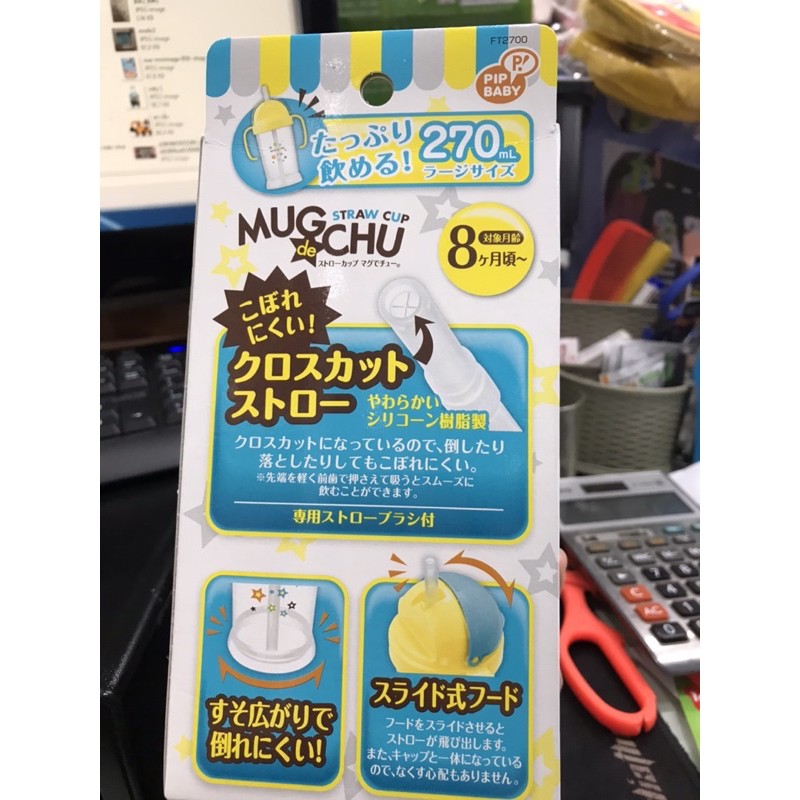 FT2700
P!
PIP
BABY
たっぷり
飲める!
270mL
ラージサイズ
STRAW CUP
MUG de CHU
ストローカップ マグでチュー。
対象月齢
8ヶ月頃~
こぼれ
にくい!
クロスカット
ストロー
やわらかい
シリコーン樹脂製
クロスカットになっているので、倒したり
落としたりしてもこぼれにくい。
※先端を軽く前歯で押さえて吸うとスムーズに
飲むことができます。
専用ストローブラシ付
すそ広がりで
倒れにくい!
スライド式フード
フードをスライドさせると
ストローが飛び出します。
また、キャップと一体になっている
ので、なくす心配もありません。